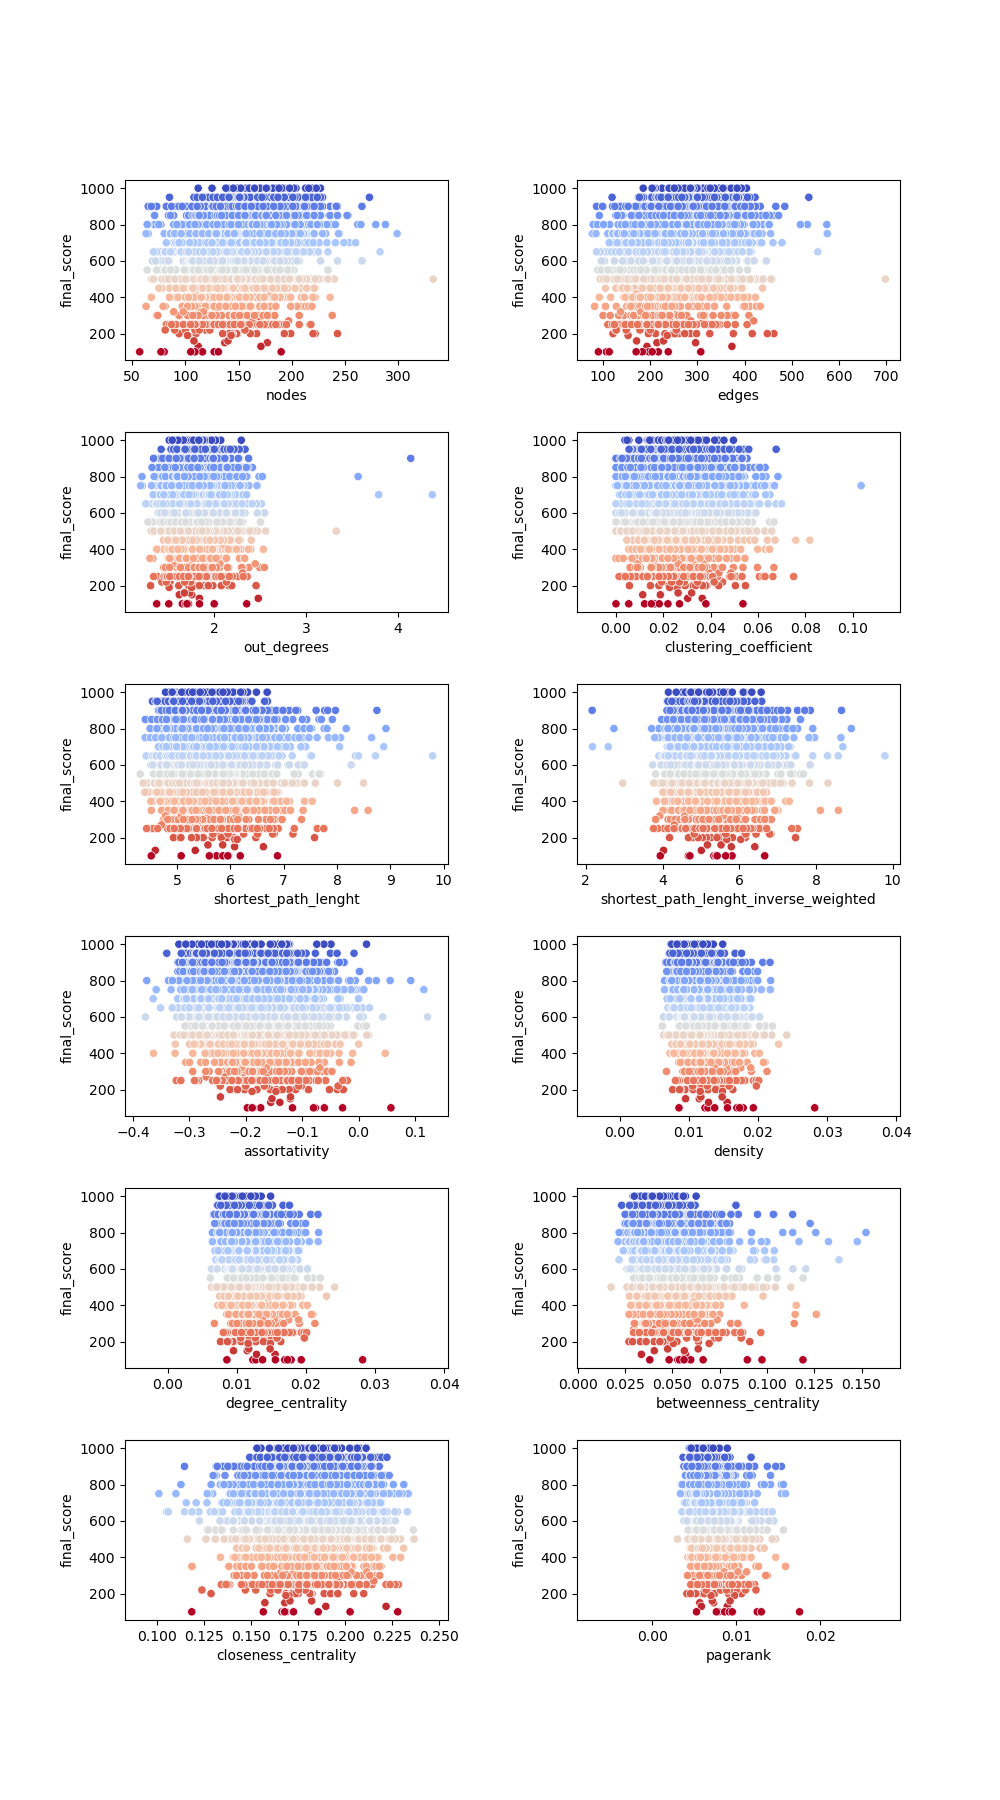 1000
800
600
400
200
final_score
50 100 150 200 250 300
nodes
1000
800
600
400
200
final_score
100 200 300 400 500 600 700
edges
1000
800
600
400
200
final_score
2 3 4
out_degrees
1000
800
600
400
200
final_score
0.00 0.02 0.04 0.06 0.08 0.10
clustering_coefficient
1000
800
600
400
200
final_score
5 6 7 8 9 10
shortest_path_lenght
1000
800
600
400
200
final_score
2 4 6 8 10
shortest_path_lenght_inverse_weighted
1000
800
600
400
200
final_score
−0.4 −0.3 −0.2 −0.1 0.0 0.1
assortativity
1000
800
600
400
200
final_score
0.00 0.01 0.02 0.03 0.04
density
1000
800
600
400
200
final_score
0.00 0.01 0.02 0.03 0.04
degree_centrality
1000
800
600
400
200
final_score
0.000 0.025 0.050 0.075 0.100 0.125 0.150
betweenness_centrality
1000
800
600
400
200
final_score
0.100 0.125 0.150 0.175 0.200 0.225 0.250
closeness_centrality
1000
800
600
400
200
final_score
0.00 0.01 0.02
pagerank